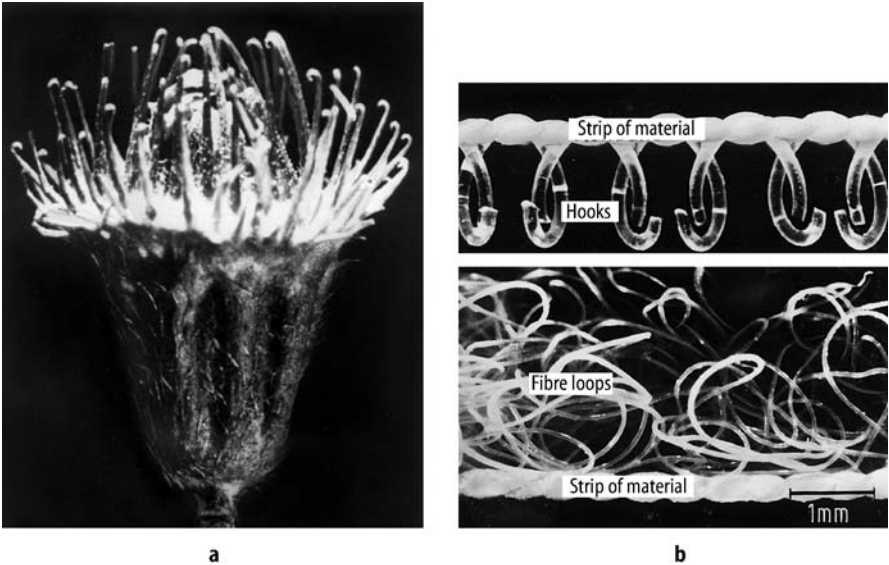 Strip of material
Hooks
Fibre loops
Strip of material
1mm
a
b